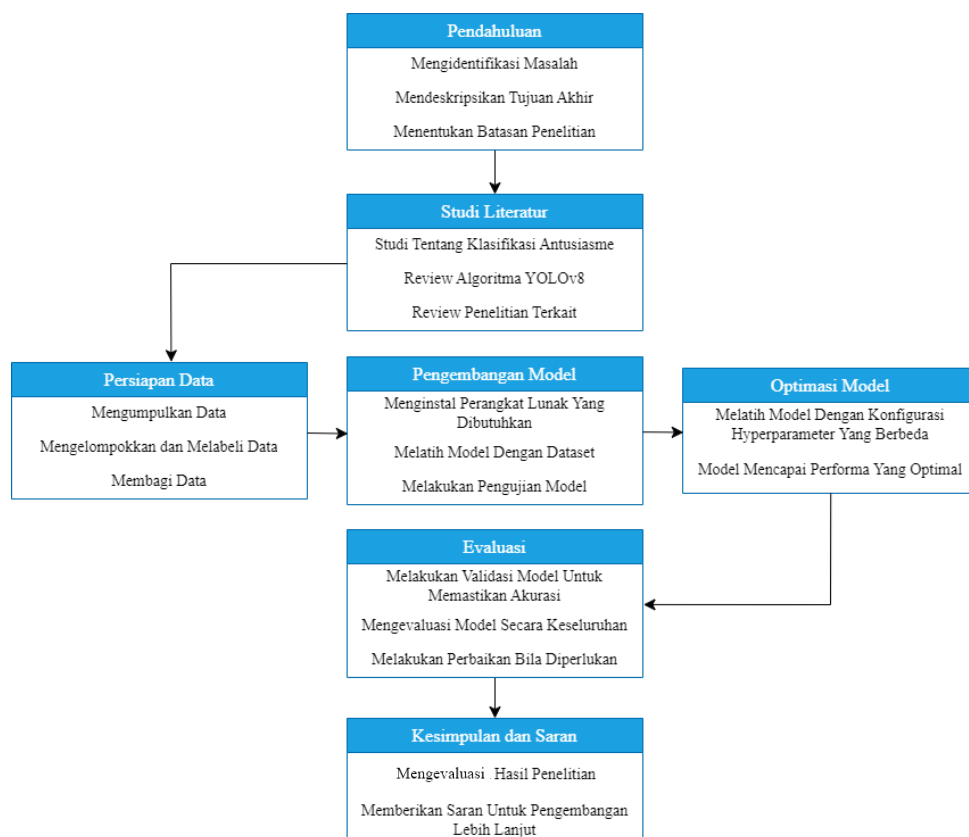 Pendahuluan
Mengidentifikasi Masalah
Mendeskripsikan Tujuan Akhir
Menentukan Batasan Penelitian
Studi Literatur
Studi Tentang Klasifikasi Antusiasme
Review Algoritma YOLOv8
Review Penelitian Terkait
Persiapan Data
Mengumpulkan Data
Mengelompokkan dan Melabeli Data
Membagi Data
Pengembangan Model
Menginstal Perangkat Lunak Yang
Dibutuhkan
Melatih Model Dengan Dataset
Melakukan Pengujian Model
Optimasi Model
Melatih Model Dengan Konfigurasi
Hyperparameter Yang Berbeda
Model Mencapai Performa Yang Optimal
Evaluasi
Melakukan Validasi Model Untuk
Memastikan Akurasi
Mengevaluasi Model Secara Keseluruhan
Melakukan Perbaikan Bila Diperlukan
Kesimpulan dan Saran
Mengevaluasi Hasil Penelitian
Memberikan Saran Untuk Pengembangan
Lebih Lanjut